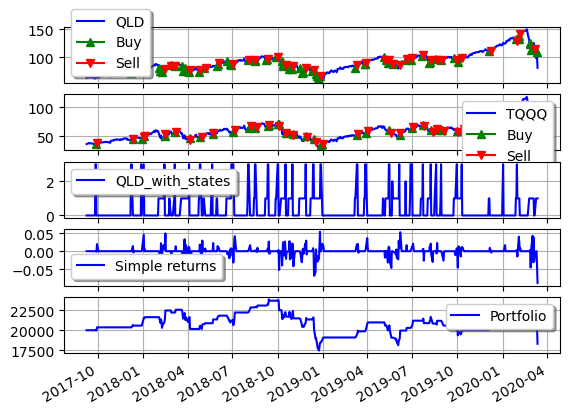 150
100
QLD
Buy
Sell
100
50
TQQQ
Buy
Sell
2
0
QLD_with_states
0.05
0.00
−0.05
Simple returns
22500
20000
17500
Portfolio
2017-10
2018-01
2018-04
2018-07
2018-10
2019-01
2019-04
2019-07
2019-10
2020-01
2020-04